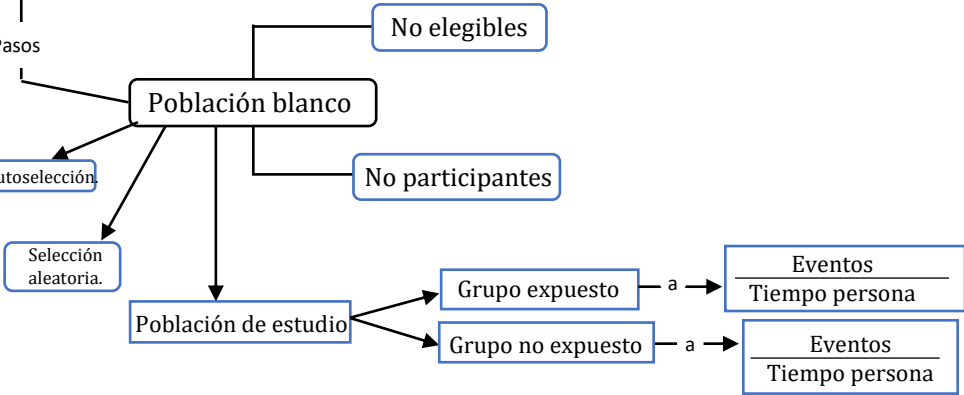 No elegibles
Pasos
Población blanco
utoselección.
No participantes
Selección
aleatoria.
Eventos
Tiempo persona
Grupo expuesto
a
Población de estudio
Grupo no expuesto
a
Eventos
Tiempo persona